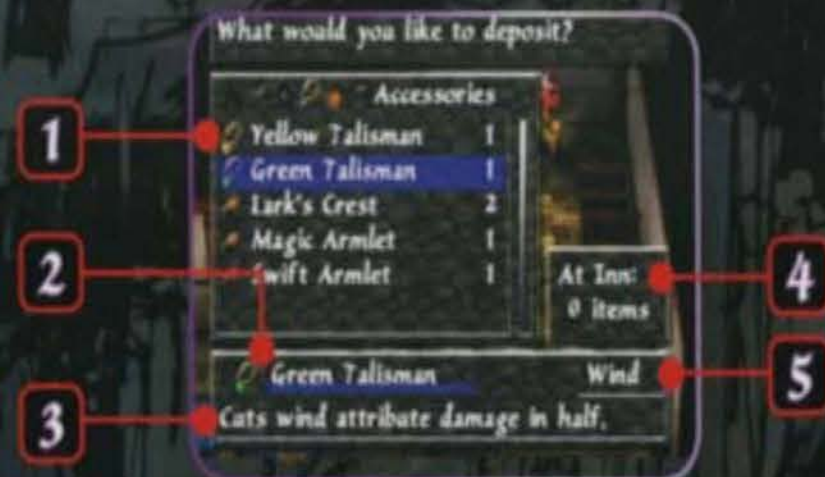 What would you like to deposit?
Accessories
1
Yellow Talisman 1
Green Talisman 1
Lark's Crest 2
Magic Armlet 1
2
Swift Armlet 1
At Inn:
4
0 items
Green Talisman Wind
5
3
Cuts wind attribute damage in half.